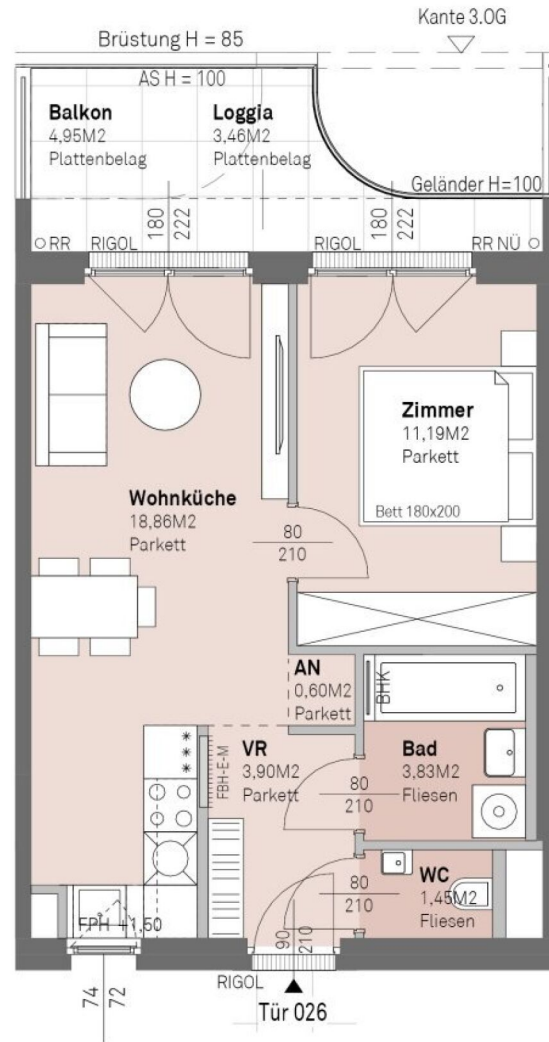 Kante 3.OG
Brüstung H = 85
AS H = 100
Balkon
4,95M2
Plattenbelag
Loggia
3,46M2
Plattenbelag
Geländer H=100
180
222
180
222
RR
RIGOL
RIGOL
RR NÜ
Zimmer
11,19M2
Parkett
Bett 180x200
Wohnküche
18,86M2
Parkett
80
210
AN
0,60M2
Parkett
BHK
VR
3,90M2
Parkett
FBH-E-M
Bad
3,83M2
Fliesen
80
210
WC
1,45M2
Fliesen
80
210
FPH +1,50
90
210
74
72
RIGOL
Tür 026